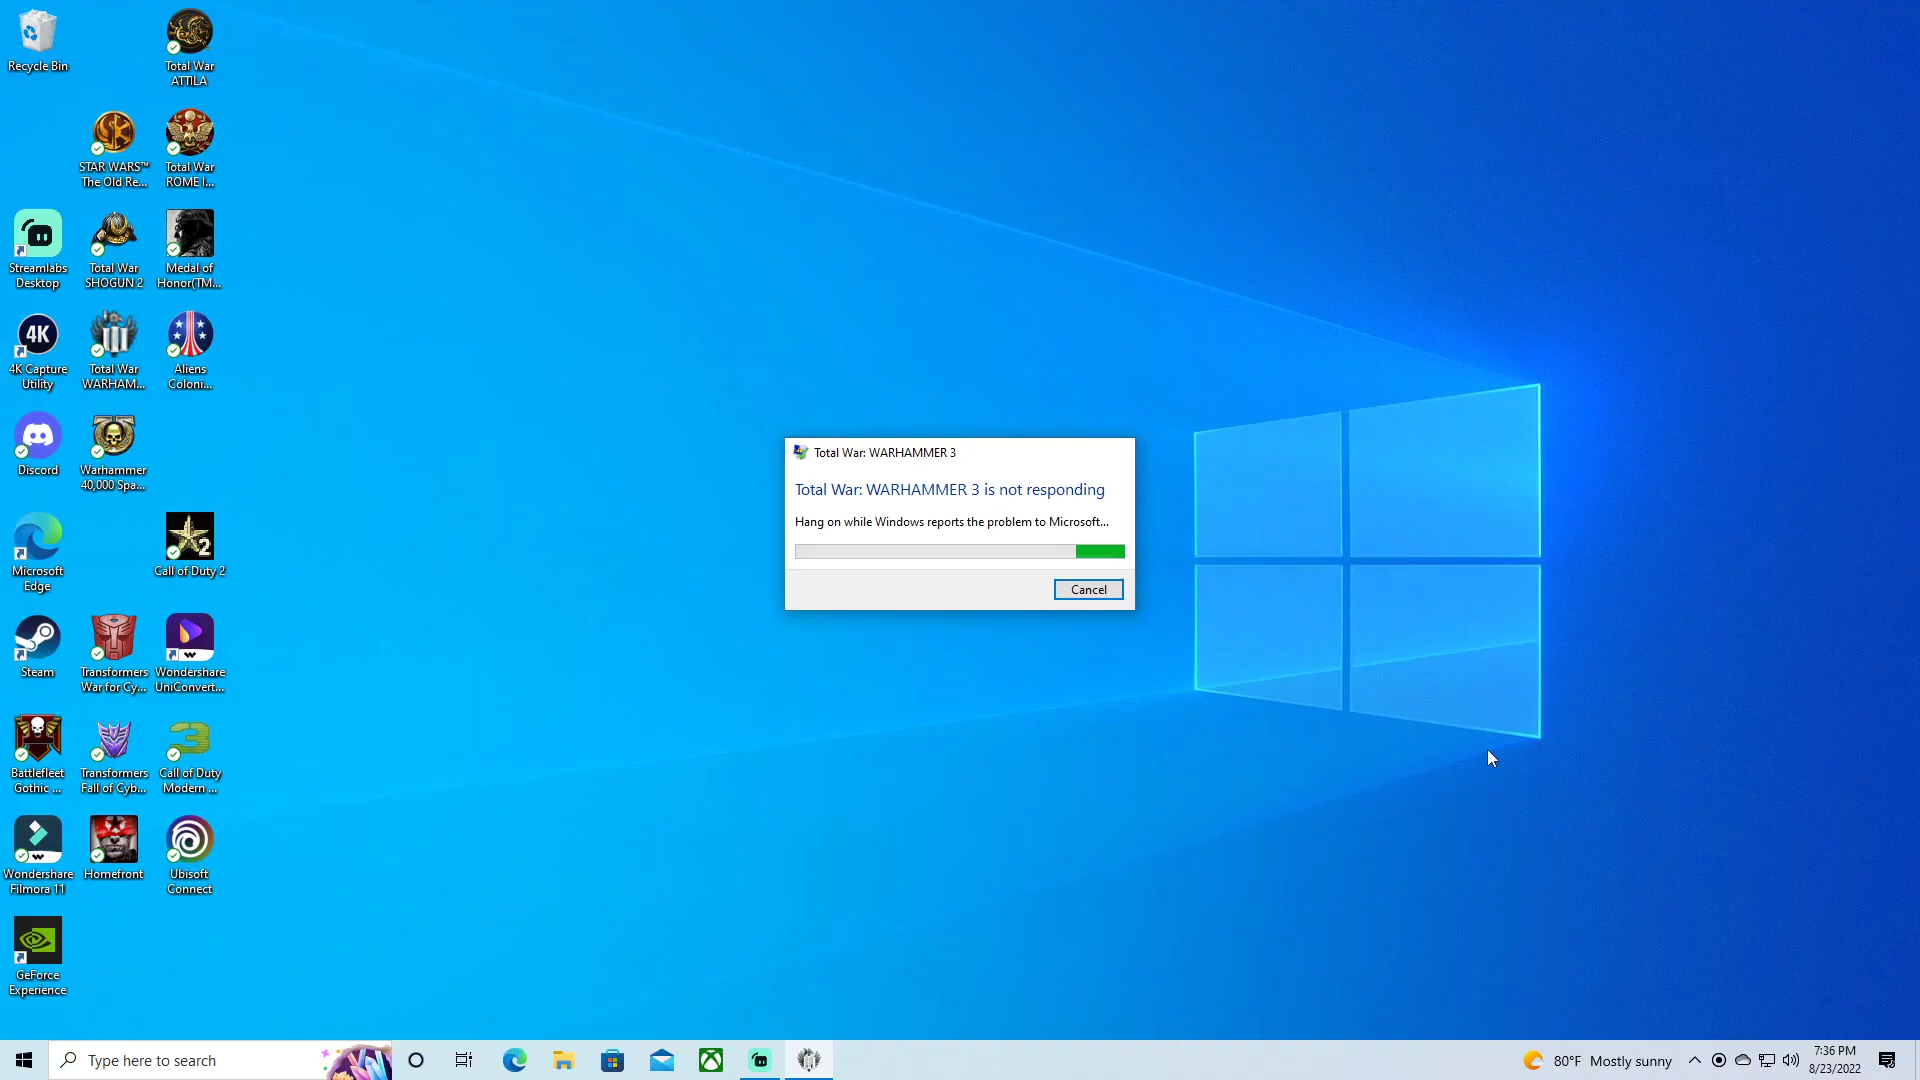 Recycle Bin
Total War
ATTILA
STAR WARS™
The Old Re...
Total War
ROME I...
Streamlabs
Desktop
Total War
SHOGUN 2
Medal of
Honor(TM...
4K
4K Capture
Utility
Total War
WARHAM...
Aliens
Coloni...
Discord
Warhammer
40,000 Spa...
Microsoft
Edge
2
Call of Duty 2
Steam
Transformers
War for Cy...
Wondershare
UniConvert...
Battlefleet
Gothic ...
Transformers
Fall of Cyb...
3
Call of Duty
Modern ...
Wondershare
Filmora 11
Homefront
Ubisoft
Connect
GeForce
Experience
Total War: WARHAMMER 3
Total War: WARHAMMER 3 is not responding
Hang on while Windows reports the problem to Microsoft...
Cancel
Type here to search
80°F Mostly sunny
7:36 PM
8/23/2022